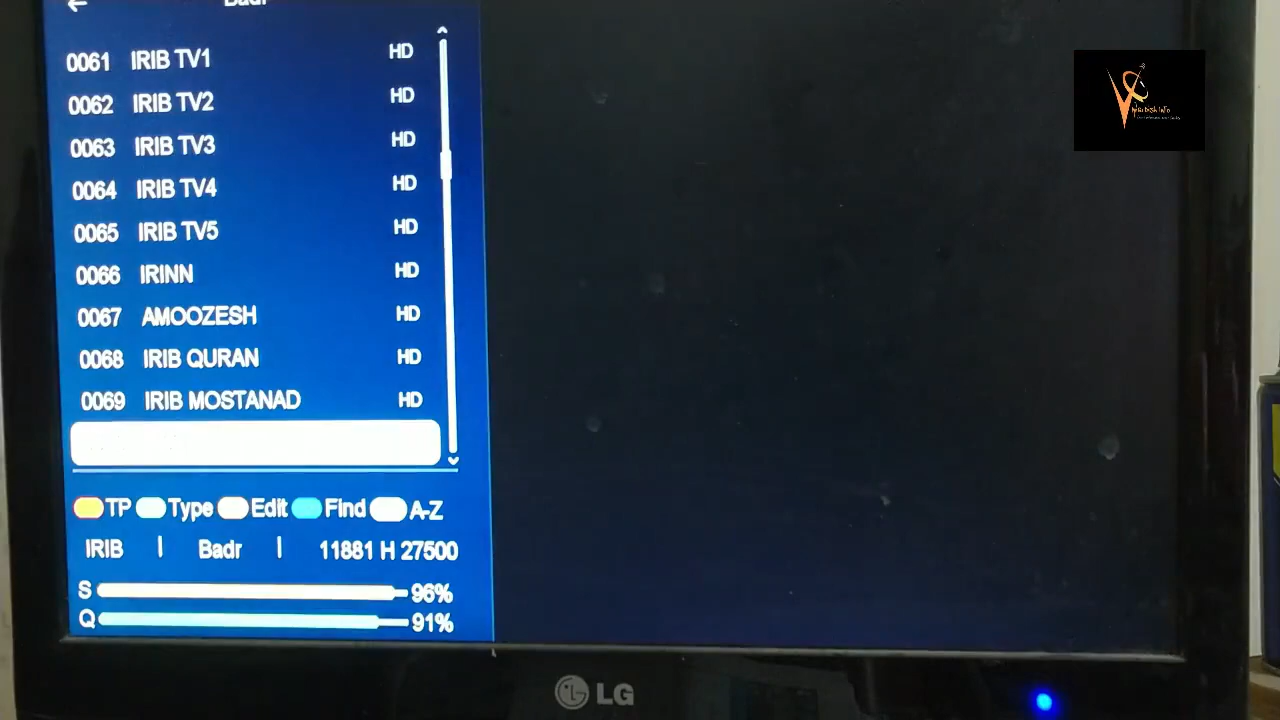 Badr
0061 IRIB TV1 HD
0062 IRIB TV2 HD
0063 IRIB TV3 HD
0064 IRIB TV4 HD
0065 IRIB TV5 HD
0066 IRINN HD
0067 AMOOZESH HD
0068 IRIB QURAN HD
0069 IRIB MOSTANAD HD
TP Type Edit Find A-Z
IRIB | Badr | 11881 H 27500
S 96%
Q 91%
LG